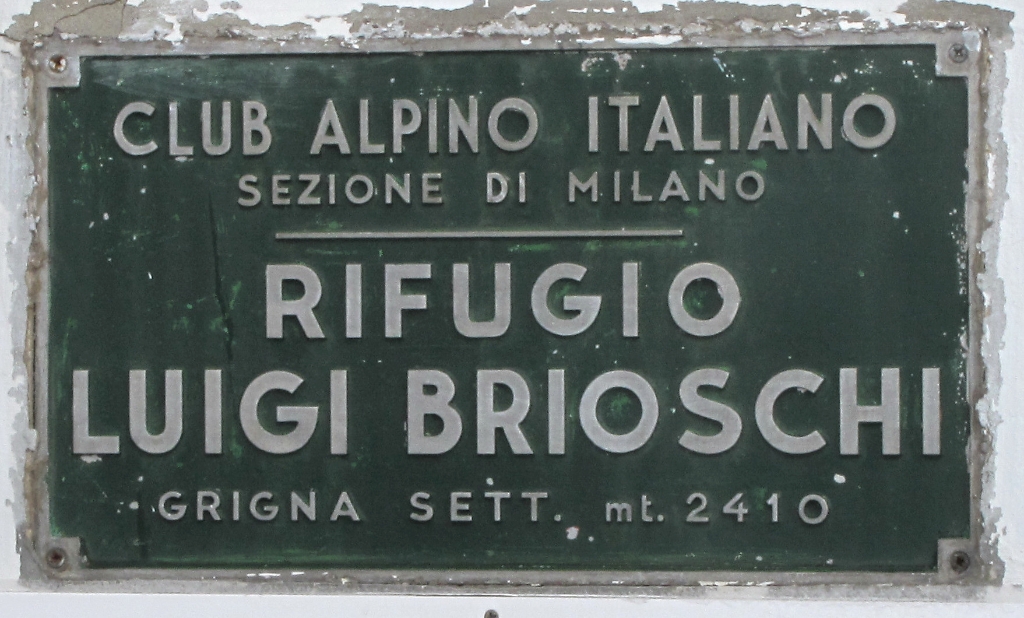 CLUB ALPINO ITALIANO
SEZIONE DI MILANO
RIFUGIO
LUIGI BRIOSCHI
GRIGNA SETT. mt. 2410